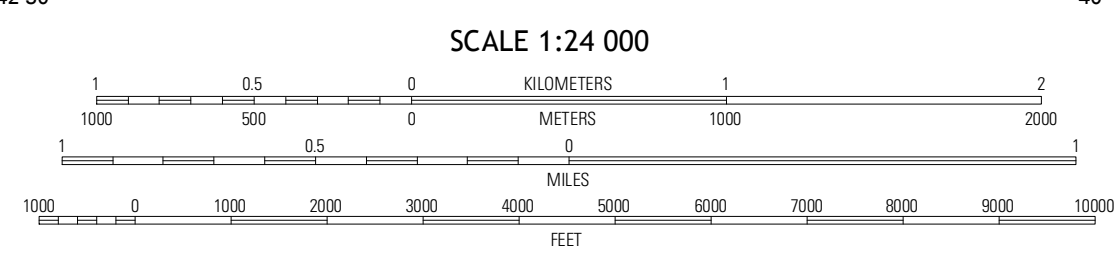 SCALE 1:24 000
1 0.5 0 KILOMETERS 1 2
1000 500 0 METERS 1000 2000
1 0.5 0 1
MILES
1000 0 1000 2000 3000 4000 5000 6000 7000 8000 9000 10000
FEET